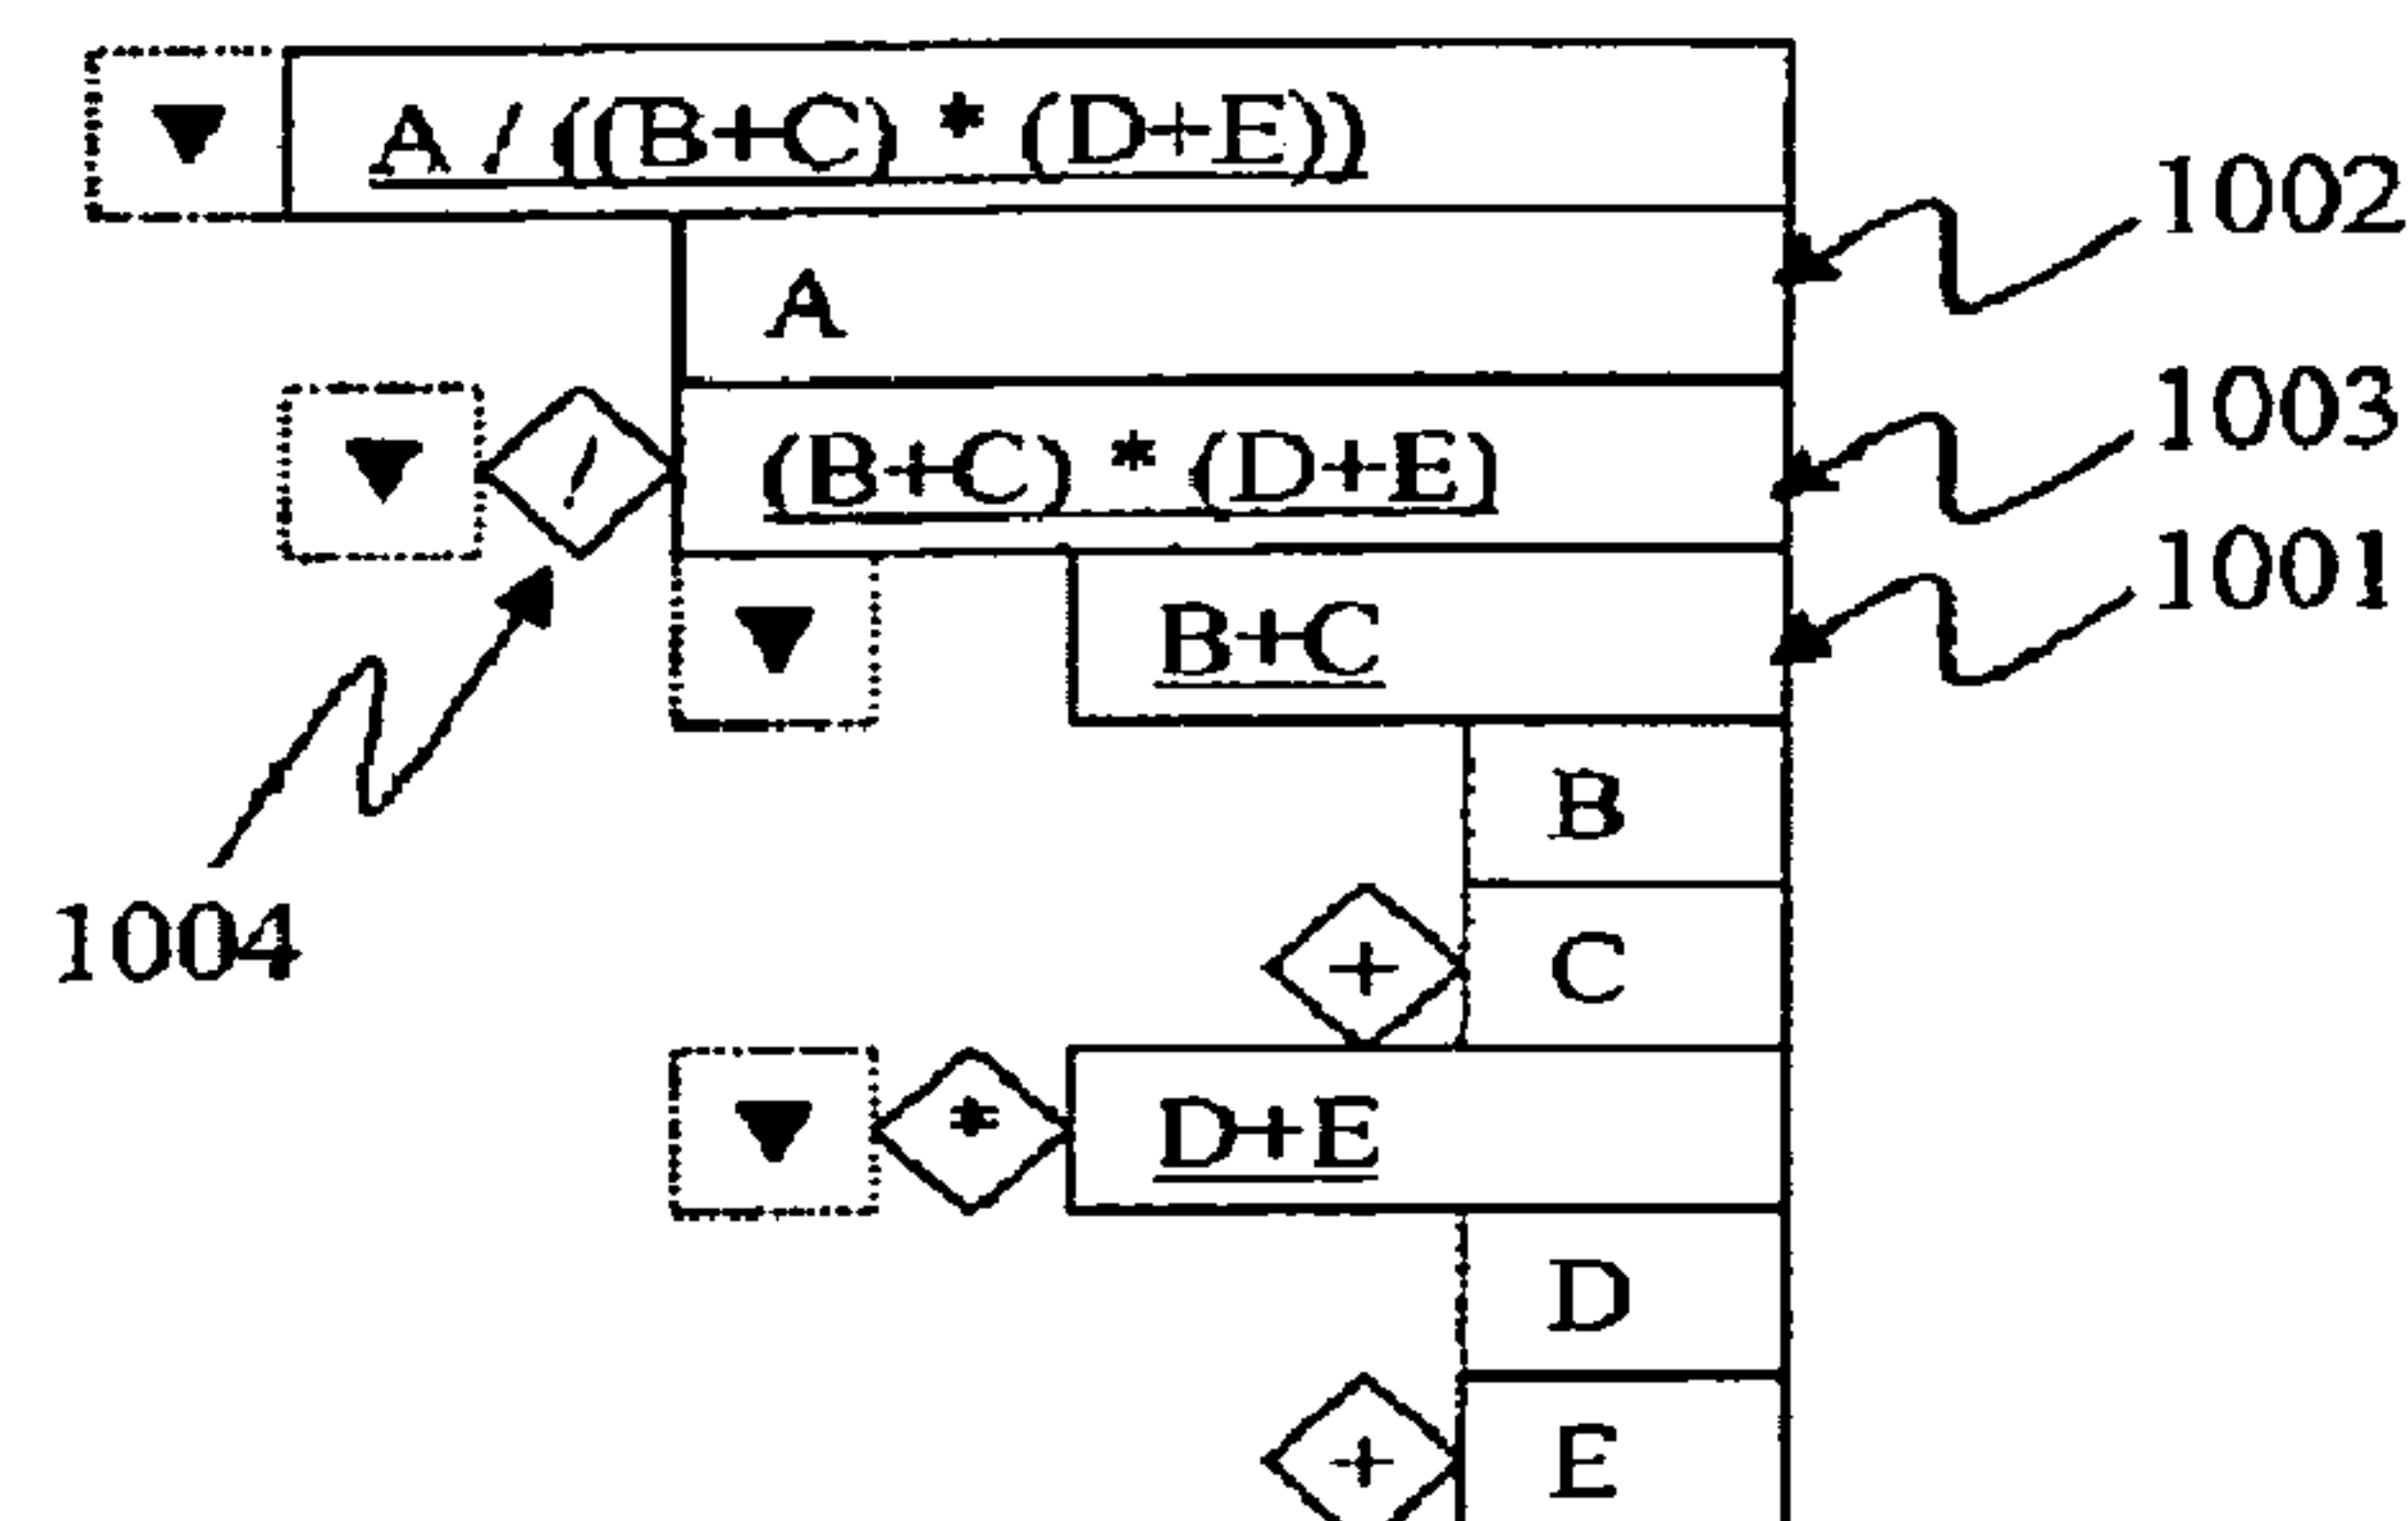 A / ((B+C) * (D+E))
1002
A
1003
/
(B+C) * (D+E)
1001
B+C
B
1004
+
C
*
D+E
D
+
E